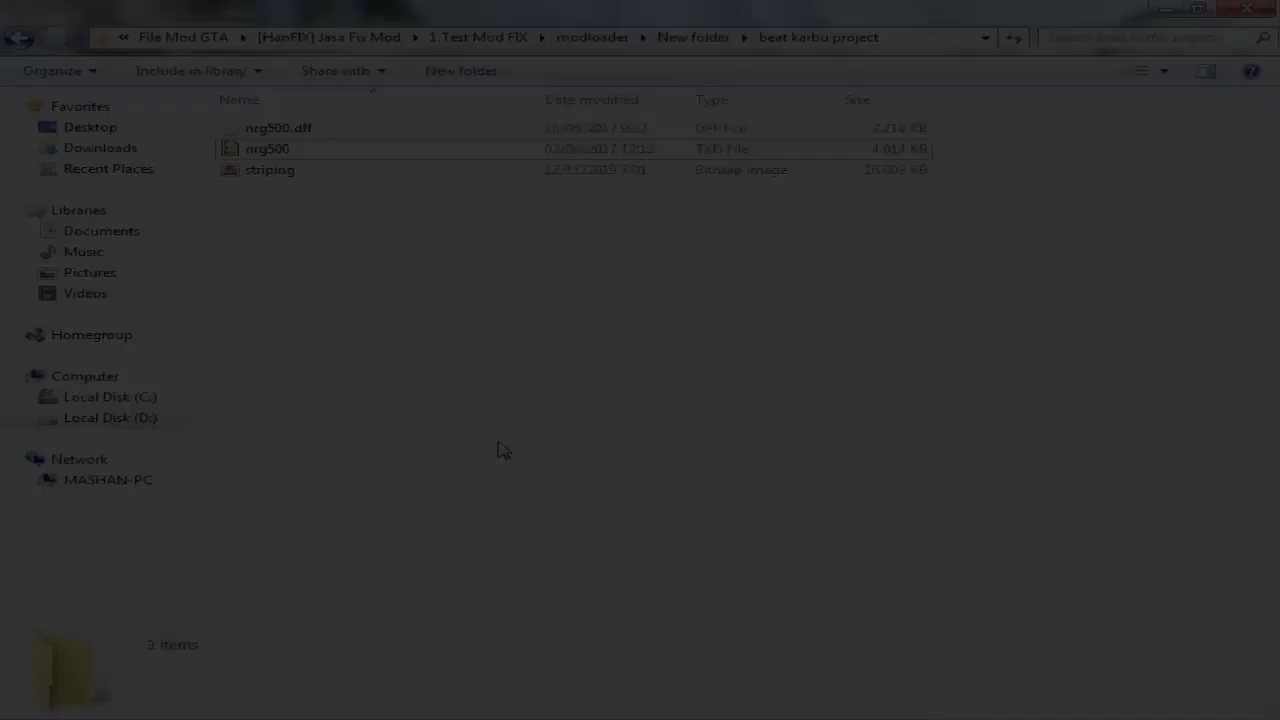 « File Mod GTA ▸ [HanFIX] Jasa Fix Mod ▸ 1.Test Mod FIX ▸ modloader ▸ New folder ▸ beat karbu project
Organize Include in library Share with New folder
Name Date modified Type Size
Favorites
Desktop
Downloads
Recent Places
Libraries
Documents
Music
Pictures
Videos
Homegroup
Computer
Local Disk (C:)
Local Disk (D:)
Network
MASHAN-PC
nrg500.dff DFF File KB
nrg500 TXD File KB
striping Bitmap image KB
3 items